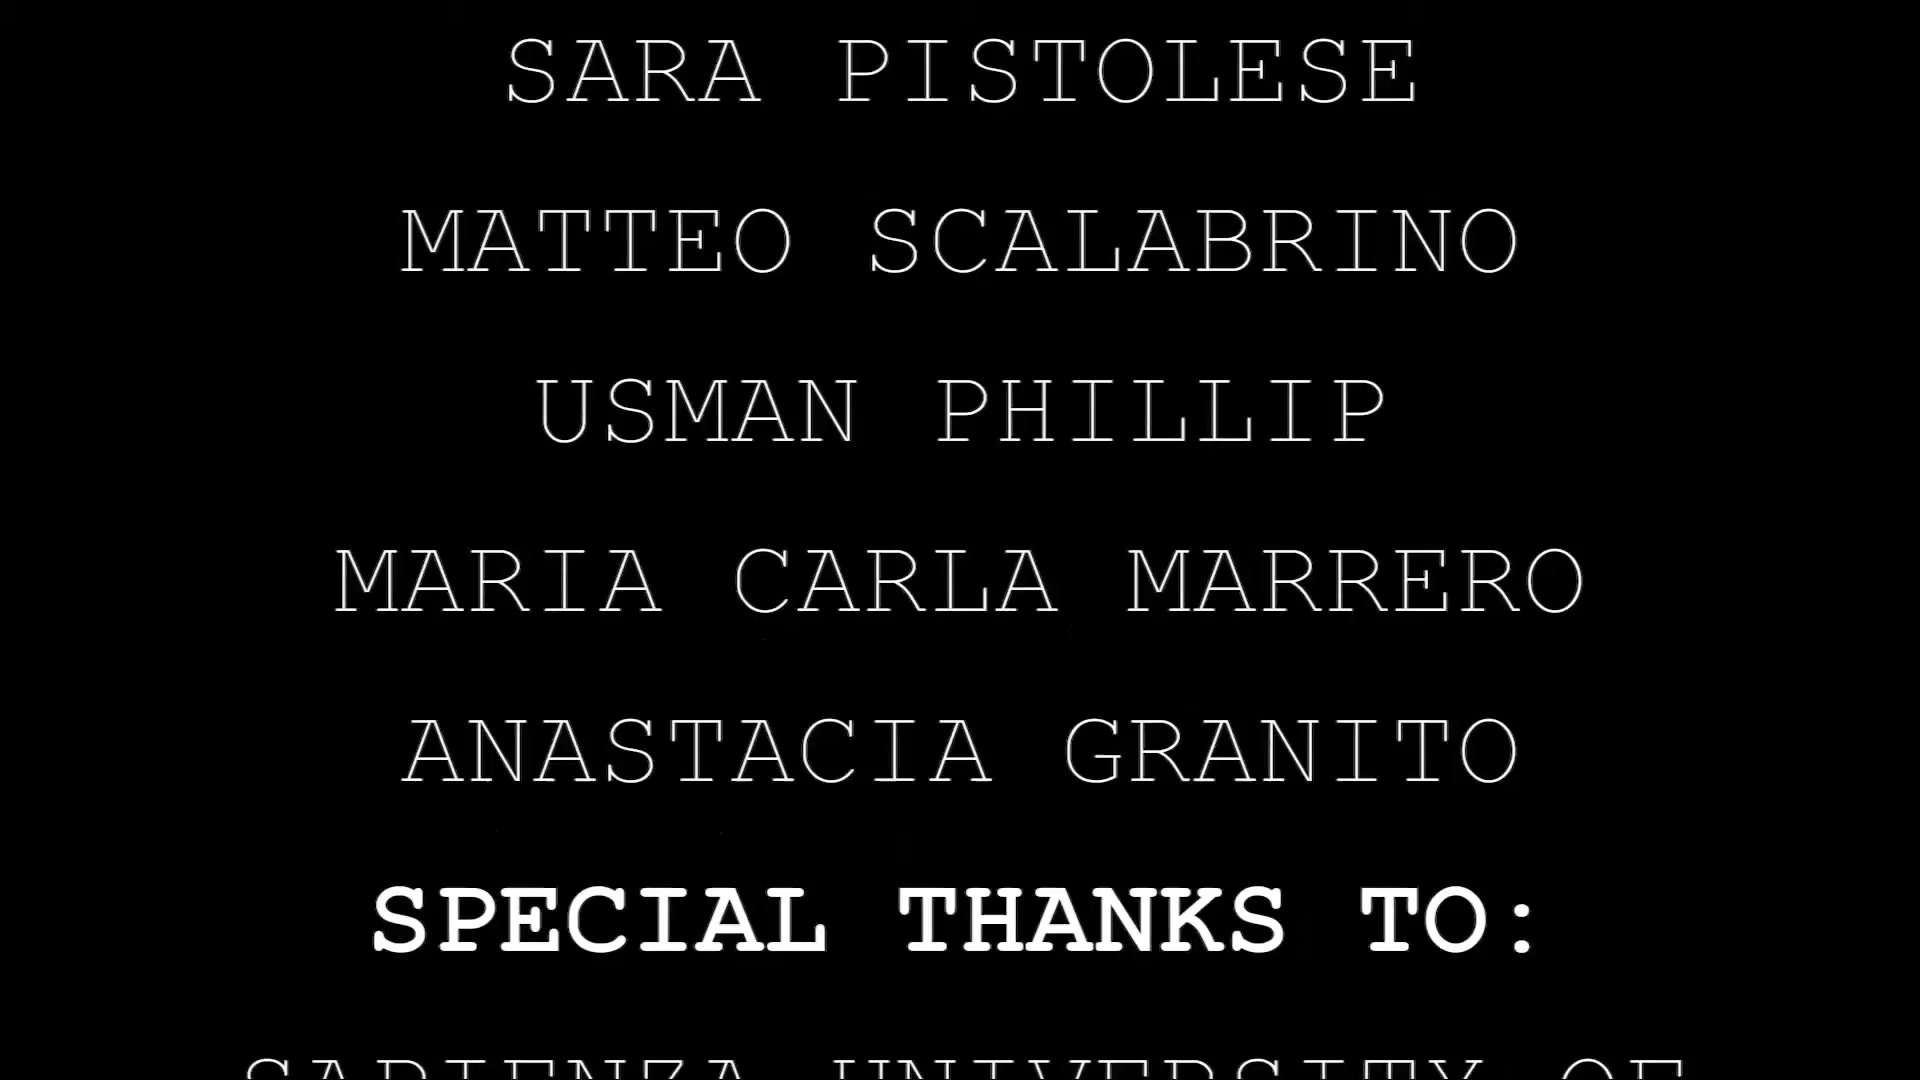 SARA PISTOLESE
MATTEO SCALABRINO
USMAN PHILLIP
MARIA CARLA MARRERO
ANASTACIA GRANITO
SPECIAL THANKS TO:
SAPIENZA UNIVERSITY OF